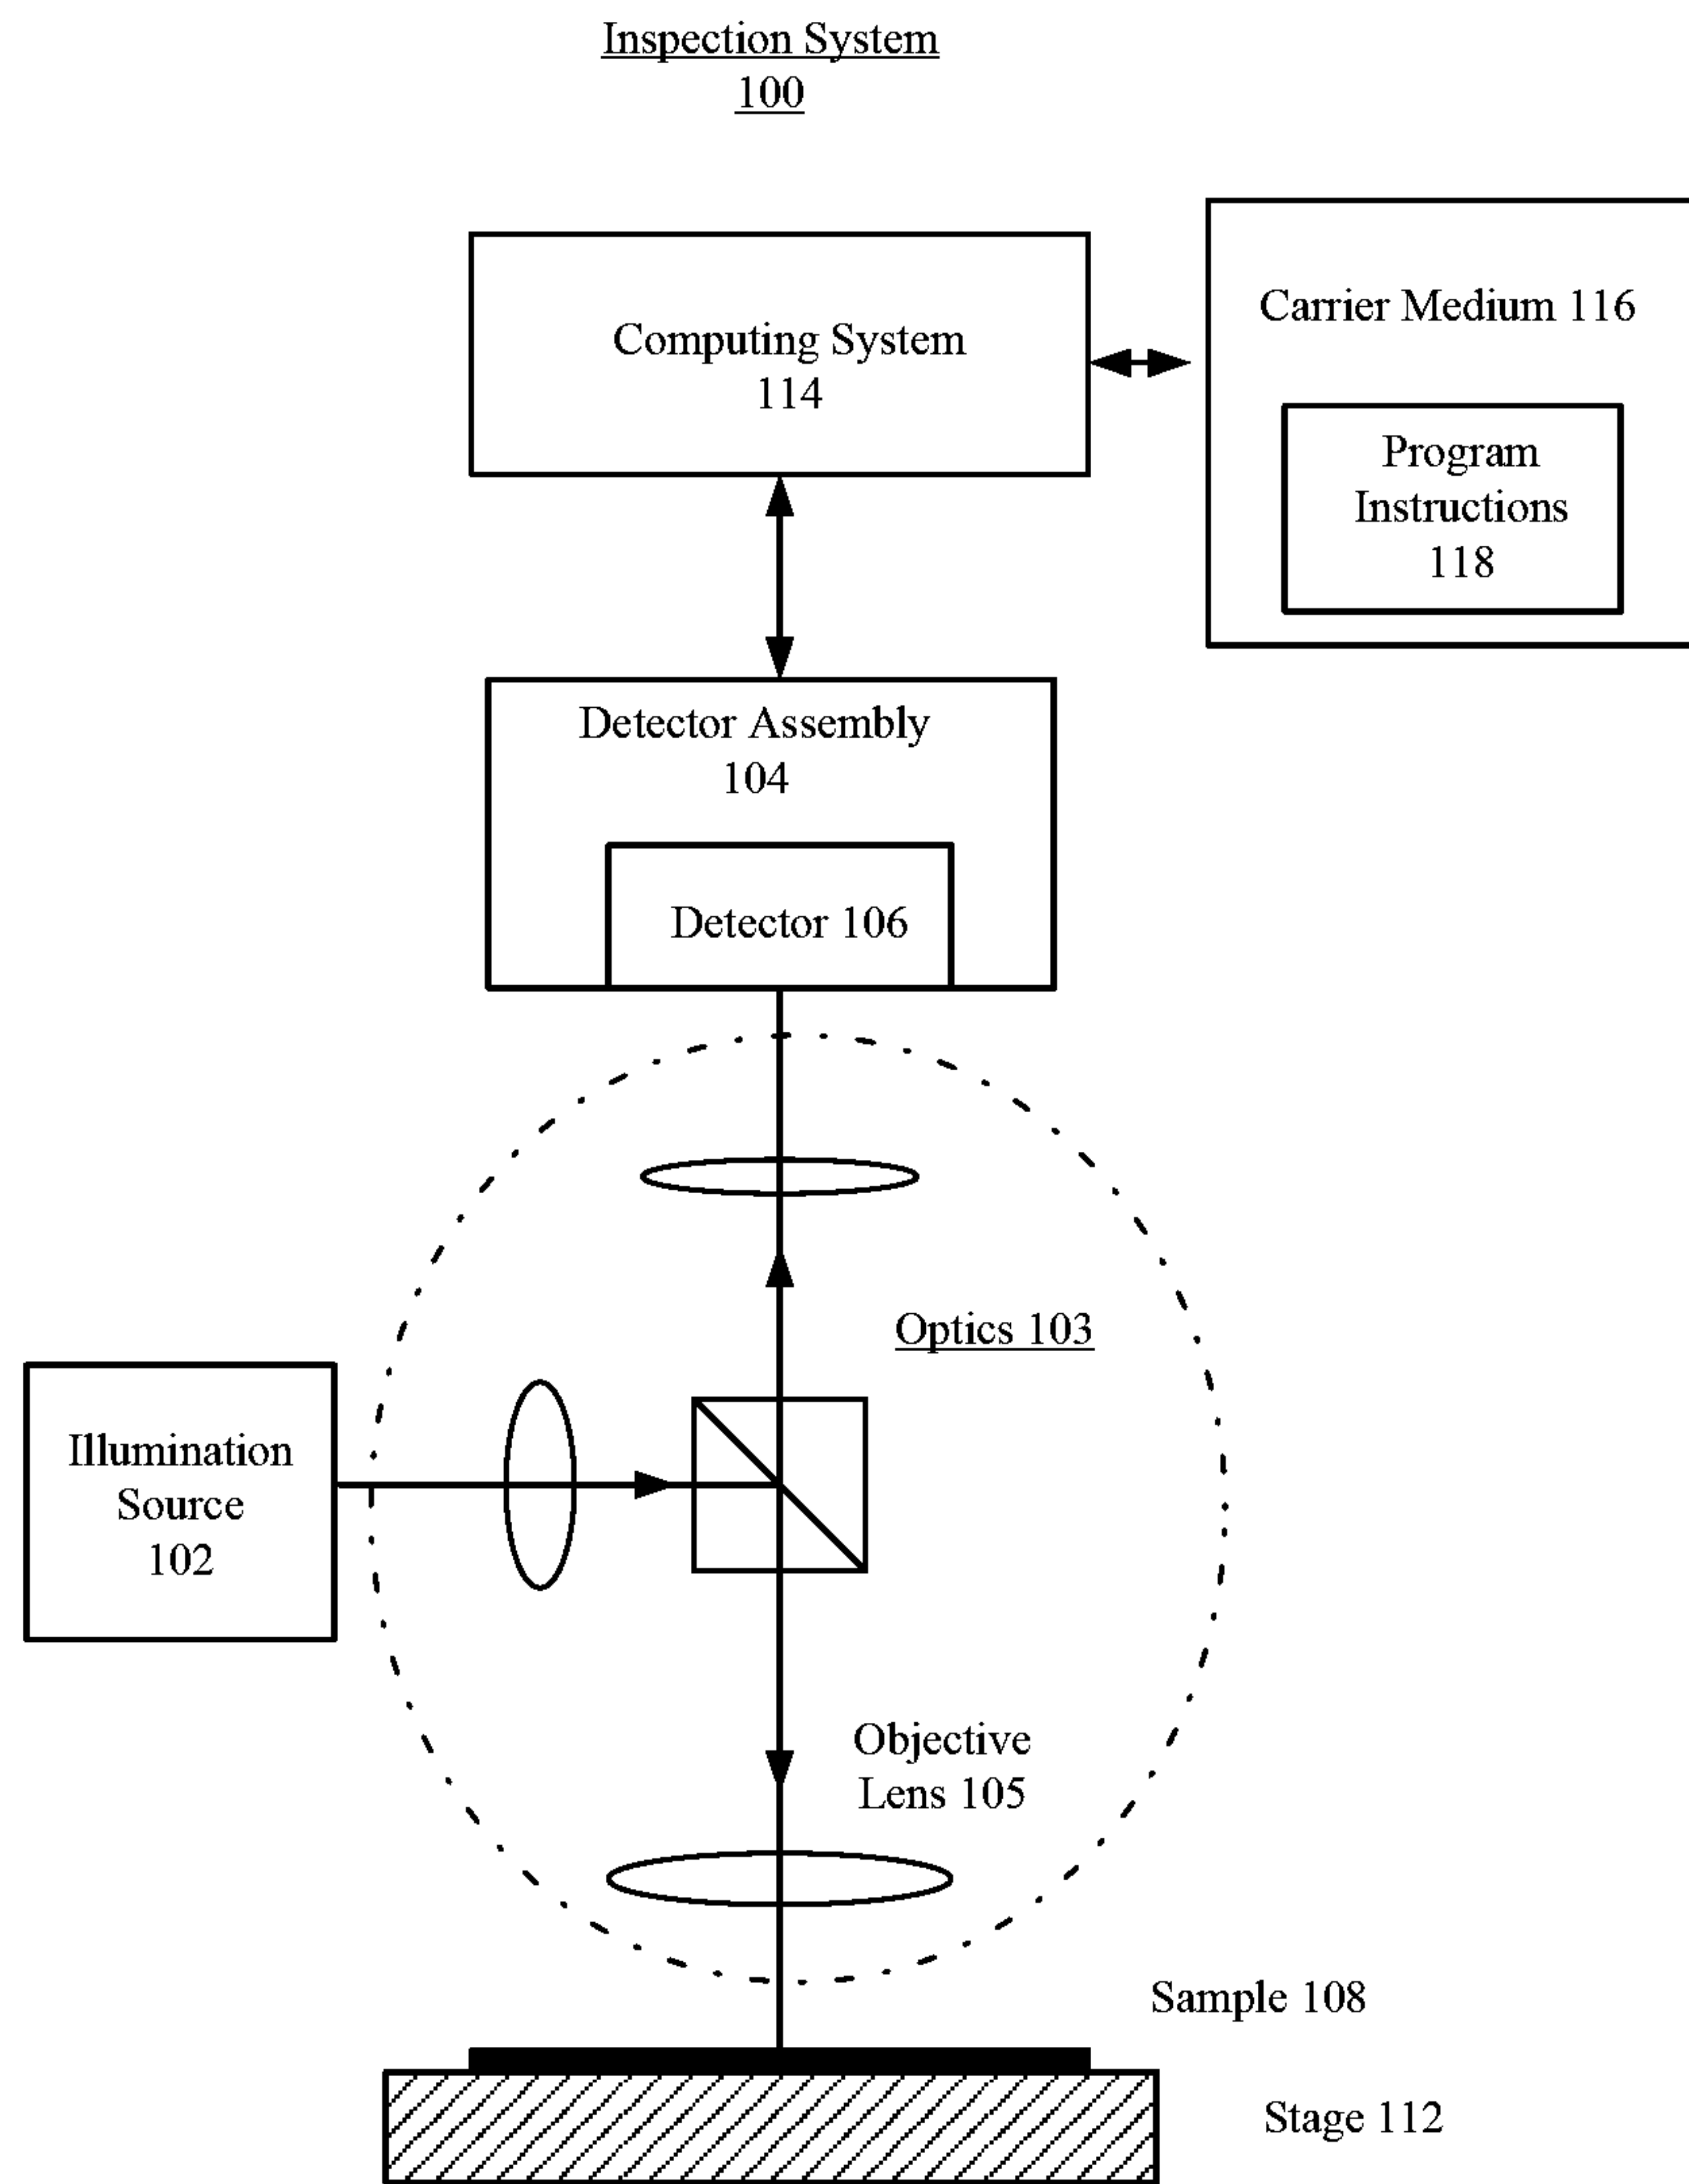 Inspection System
100
Computing System
114
Carrier Medium 116
Program
Instructions
118
Detector Assembly
104
Detector 106
Optics 103
Illumination
Source
102
Objective
Lens 105
Sample 108
Stage 112